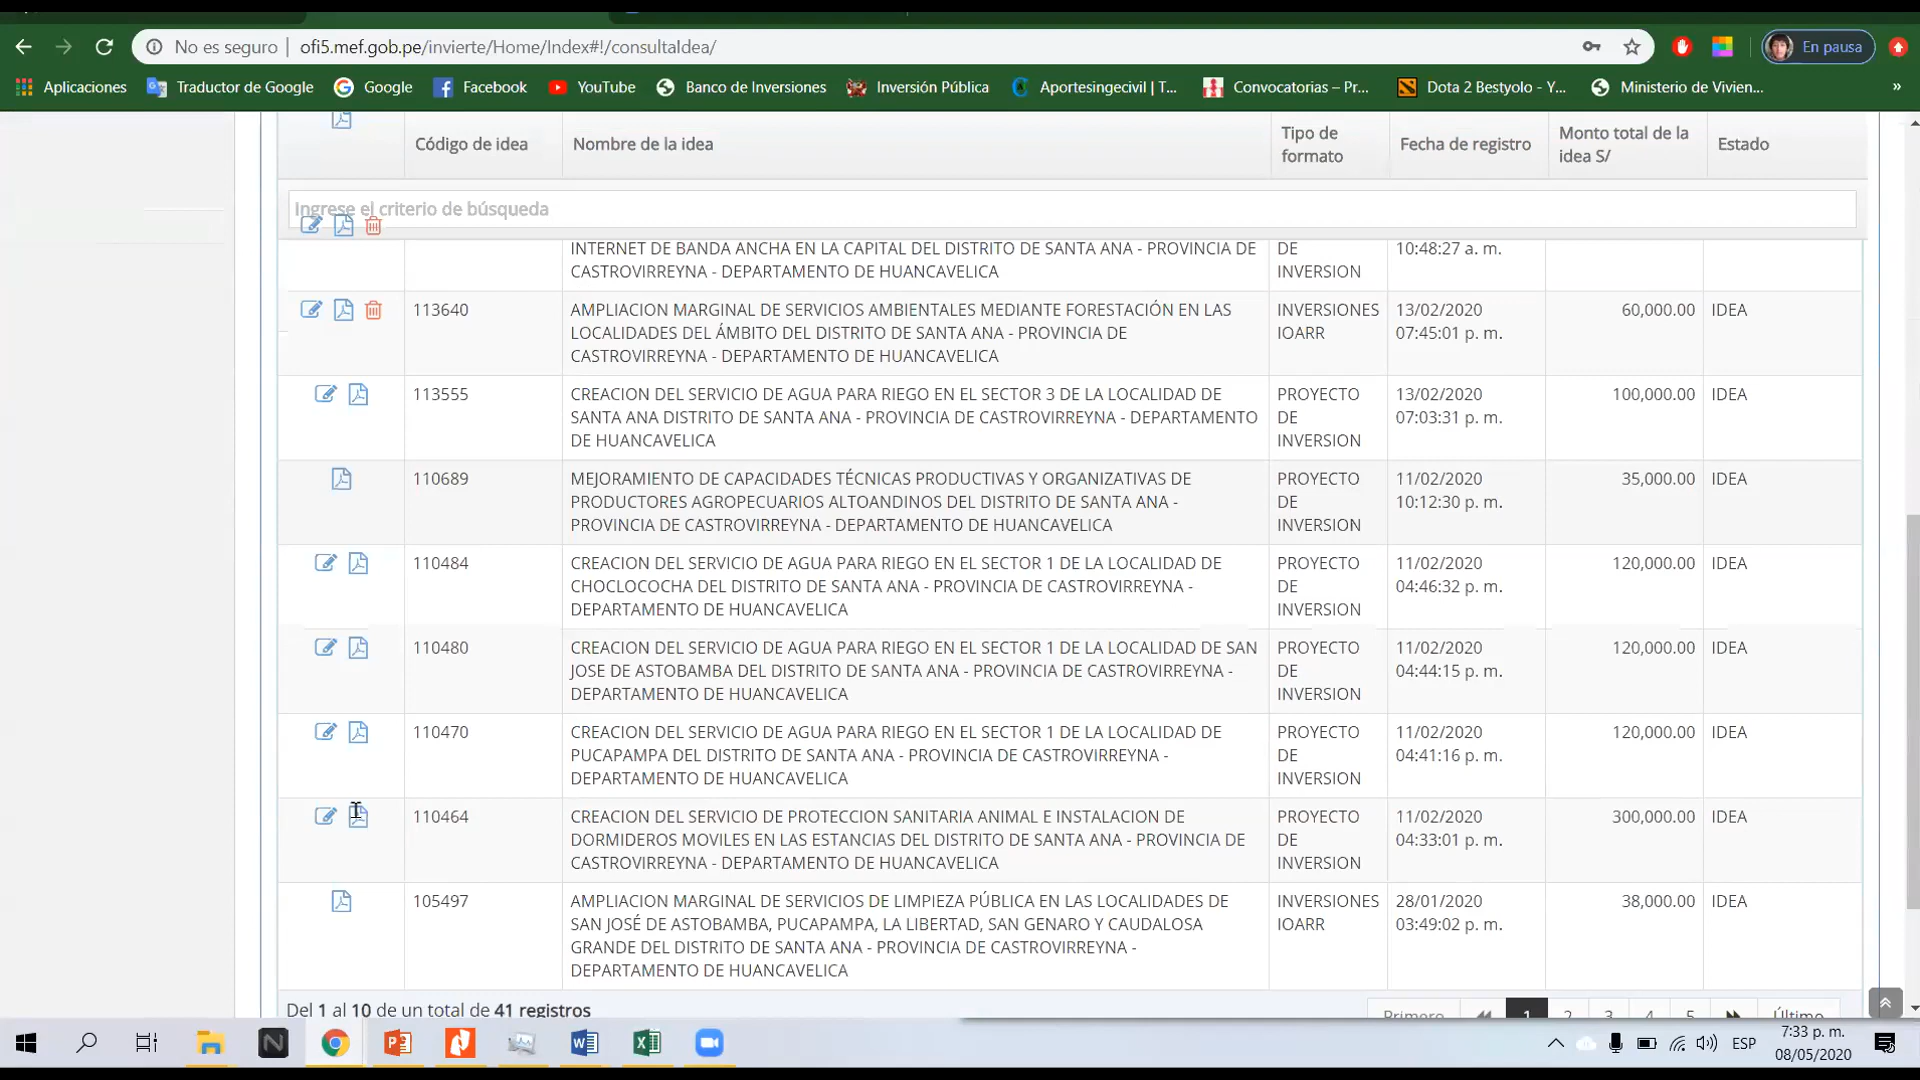 No es seguro | ofi5.mef.gob.pe/invierte/Home/Index#!/consultaIdea/
En pausa
Aplicaciones Traductor de Google Google Facebook YouTube Banco de Inversiones Inversión Pública Aportesingecivil | T... Convocatorias – Pr... Dota 2 Bestyolo - Y... Ministerio de Vivien... »
Código de idea
Nombre de la idea
Tipo de
formato
Fecha de registro
Monto total de la
idea S/
Estado
Ingrese el criterio de búsqueda
INTERNET DE BANDA ANCHA EN LA CAPITAL DEL DISTRITO DE SANTA ANA - PROVINCIA DE
CASTROVIRREYNA - DEPARTAMENTO DE HUANCAVELICA
DE
INVERSION
10:48:27 a. m.
113640
AMPLIACION MARGINAL DE SERVICIOS AMBIENTALES MEDIANTE FORESTACIÓN EN LAS
LOCALIDADES DEL ÁMBITO DEL DISTRITO DE SANTA ANA - PROVINCIA DE
CASTROVIRREYNA - DEPARTAMENTO DE HUANCAVELICA
INVERSIONES
IOARR
13/02/2020
07:45:01 p. m.
60,000.00
IDEA
113555
CREACION DEL SERVICIO DE AGUA PARA RIEGO EN EL SECTOR 3 DE LA LOCALIDAD DE
SANTA ANA DISTRITO DE SANTA ANA - PROVINCIA DE CASTROVIRREYNA - DEPARTAMENTO
DE HUANCAVELICA
PROYECTO
DE
INVERSION
13/02/2020
07:03:31 p. m.
100,000.00
IDEA
110689
MEJORAMIENTO DE CAPACIDADES TÉCNICAS PRODUCTIVAS Y ORGANIZATIVAS DE
PRODUCTORES AGROPECUARIOS ALTOANDINOS DEL DISTRITO DE SANTA ANA -
PROVINCIA DE CASTROVIRREYNA - DEPARTAMENTO DE HUANCAVELICA
PROYECTO
DE
INVERSION
11/02/2020
10:12:30 p. m.
35,000.00
IDEA
110484
CREACION DEL SERVICIO DE AGUA PARA RIEGO EN EL SECTOR 1 DE LA LOCALIDAD DE
CHOCLOCOCHA DEL DISTRITO DE SANTA ANA - PROVINCIA DE CASTROVIRREYNA -
DEPARTAMENTO DE HUANCAVELICA
PROYECTO
DE
INVERSION
11/02/2020
04:46:32 p. m.
120,000.00
IDEA
110480
CREACION DEL SERVICIO DE AGUA PARA RIEGO EN EL SECTOR 1 DE LA LOCALIDAD DE SAN
JOSE DE ASTOBAMBA DEL DISTRITO DE SANTA ANA - PROVINCIA DE CASTROVIRREYNA -
DEPARTAMENTO DE HUANCAVELICA
PROYECTO
DE
INVERSION
11/02/2020
04:44:15 p. m.
120,000.00
IDEA
110470
CREACION DEL SERVICIO DE AGUA PARA RIEGO EN EL SECTOR 1 DE LA LOCALIDAD DE
PUCAPAMPA DEL DISTRITO DE SANTA ANA - PROVINCIA DE CASTROVIRREYNA -
DEPARTAMENTO DE HUANCAVELICA
PROYECTO
DE
INVERSION
11/02/2020
04:41:16 p. m.
120,000.00
IDEA
110464
CREACION DEL SERVICIO DE PROTECCION SANITARIA ANIMAL E INSTALACION DE
DORMIDEROS MOVILES EN LAS ESTANCIAS DEL DISTRITO DE SANTA ANA - PROVINCIA DE
CASTROVIRREYNA - DEPARTAMENTO DE HUANCAVELICA
PROYECTO
DE
INVERSION
11/02/2020
04:33:01 p. m.
300,000.00
IDEA
105497
AMPLIACION MARGINAL DE SERVICIOS DE LIMPIEZA PÚBLICA EN LAS LOCALIDADES DE
SAN JOSÉ DE ASTOBAMBA, PUCAPAMPA, LA LIBERTAD, SAN GENARO Y CAUDALOSA
GRANDE DEL DISTRITO DE SANTA ANA - PROVINCIA DE CASTROVIRREYNA -
DEPARTAMENTO DE HUANCAVELICA
INVERSIONES
IOARR
28/01/2020
03:49:02 p. m.
38,000.00
IDEA
Del 1 al 10 de un total de 41 registros
Primero 1 2 3 4 5 Último
ESP
7:33 p. m.
08/05/2020